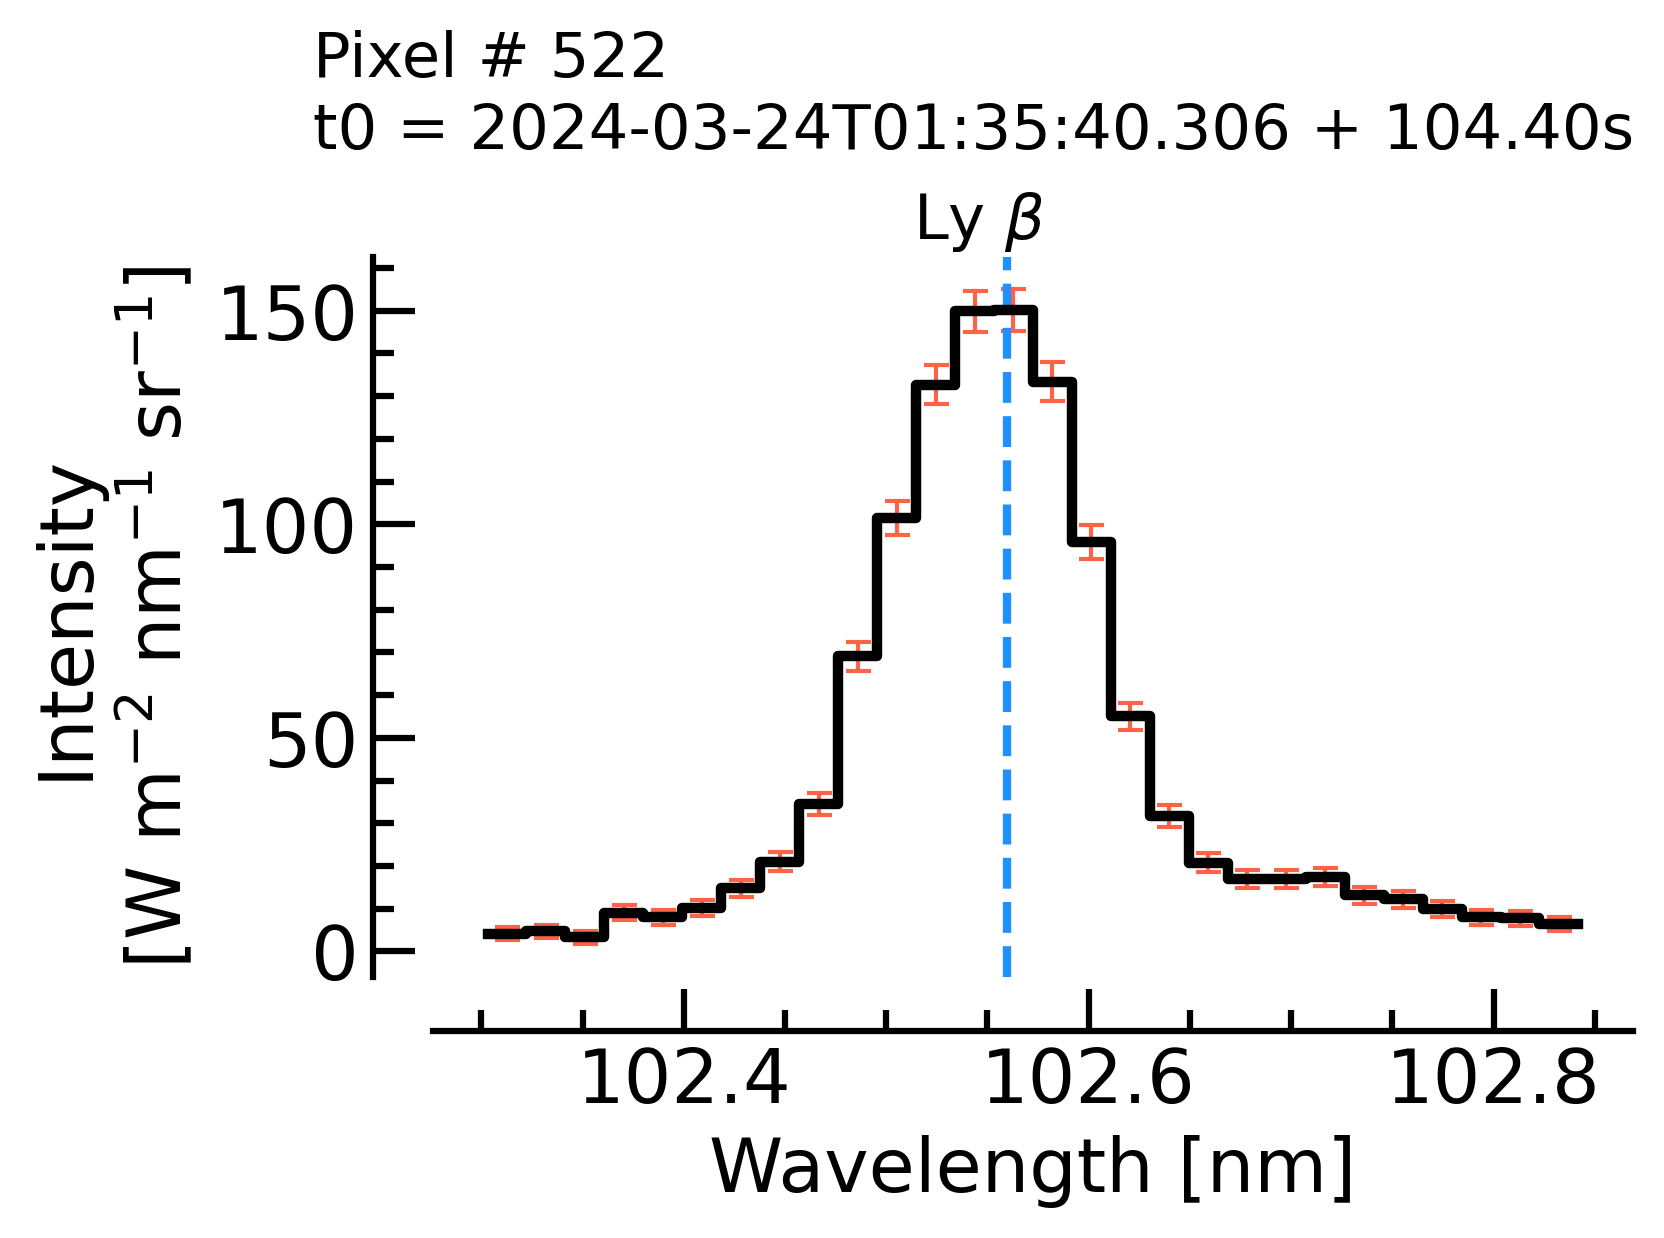 Pixel # 522
t0 = 2024-03-24T01:35:40.306 + 104.40s
Ly β
Intensity
[W m⁻² nm⁻¹ sr⁻¹]
150
100
50
0
102.4 102.6 102.8
Wavelength [nm]